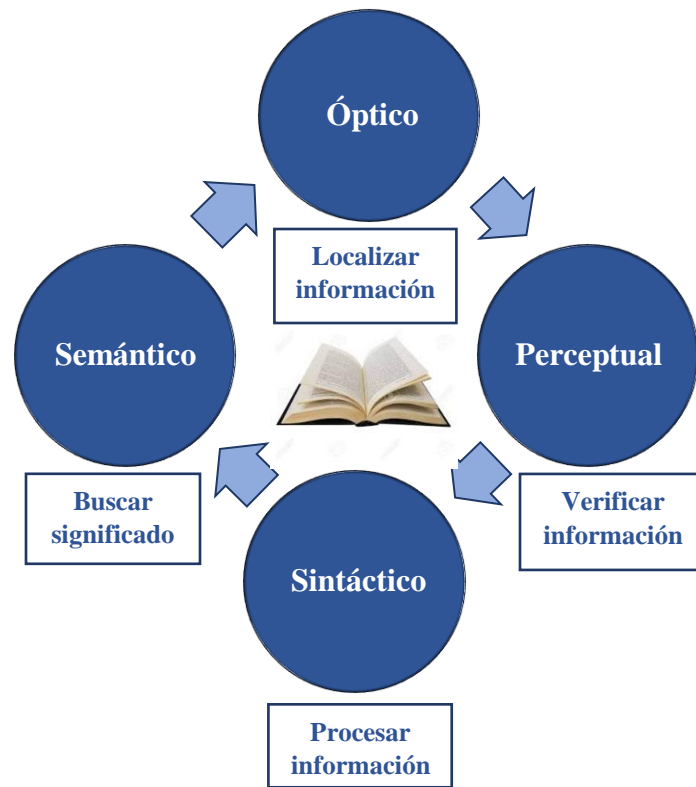 Óptico
Localizar
información
Perceptual
Verificar
información
Sintáctico
Procesar
información
Semántico
Buscar
significado